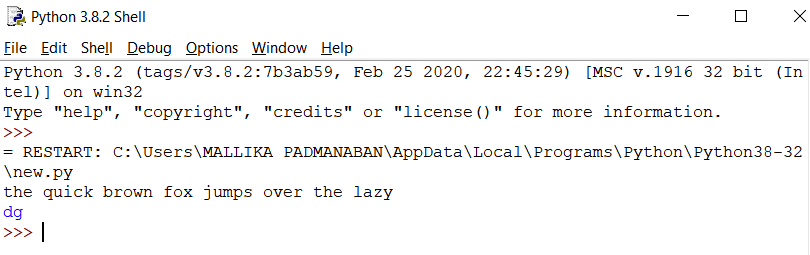 Python 3.8.2 Shell
File Edit Shell Debug Options Window Help
Python 3.8.2 (tags/v3.8.2:7b3ab59, Feb 25 2020, 22:45:29) [MSC v.1916 32 bit (In
tel)] on win32
Type "help", "copyright", "credits" or "license()" for more information.
>>>
= RESTART: C:\Users\MALLIKA PADMANABAN\AppData\Local\Programs\Python\Python38-32
\new.py
the quick brown fox jumps over the lazy
dg
>>>